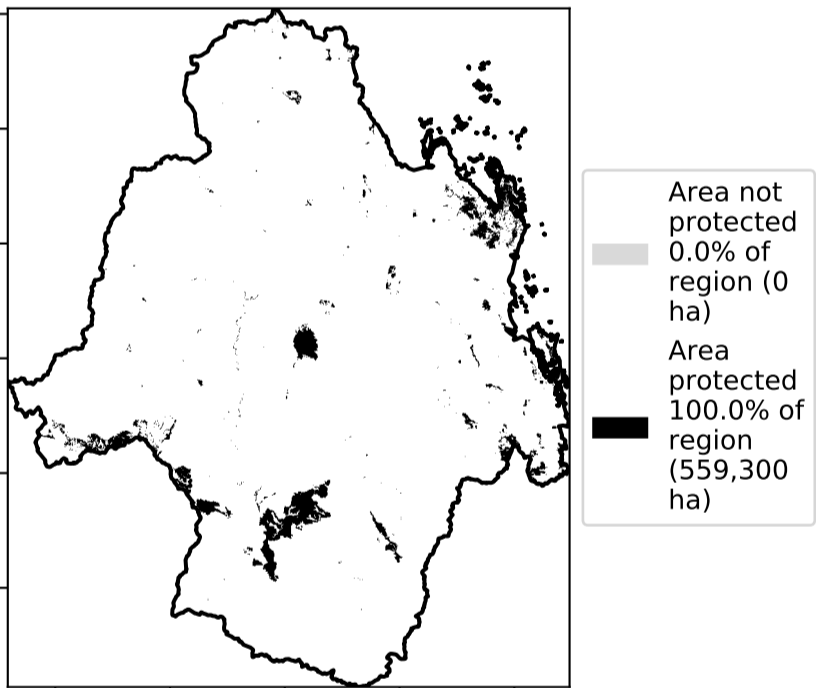 Area not
protected
0.0% of
region (0
ha)
Area
protected
100.0% of
region
(559,300
ha)